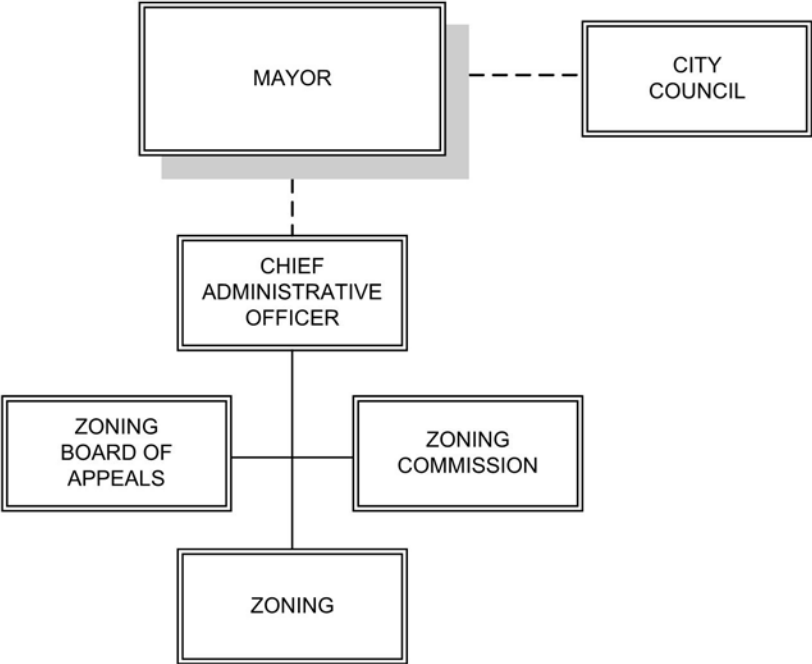 MAYOR
CITY
COUNCIL
CHIEF
ADMINISTRATIVE
OFFICER
ZONING
BOARD OF
APPEALS
ZONING
COMMISSION
ZONING